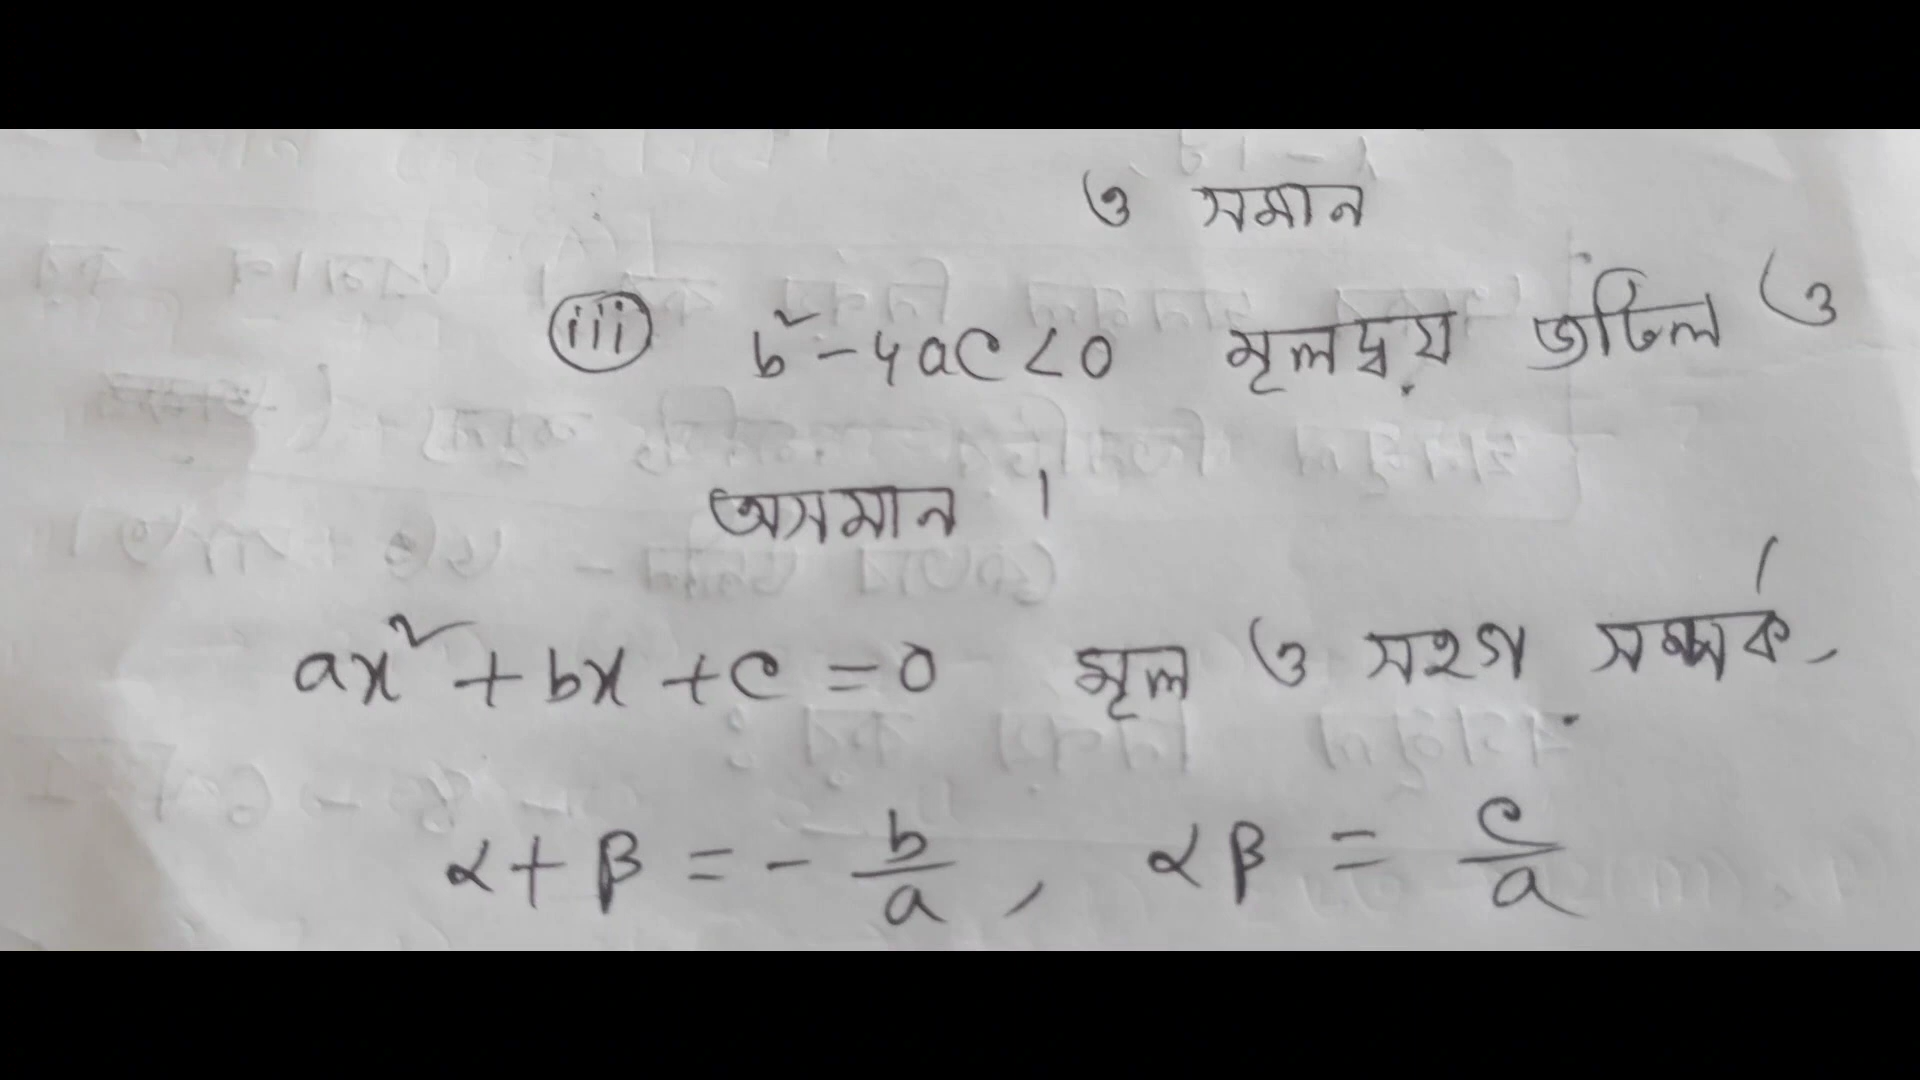 ও সমান
(iii) b² - 4ac < 0 মূলদ্বয় জটিল ও
অসমান ।
ax² + bx + c = 0 মূল ও সহগ সম্পর্ক,
α + β = - b/a , αβ = c/a